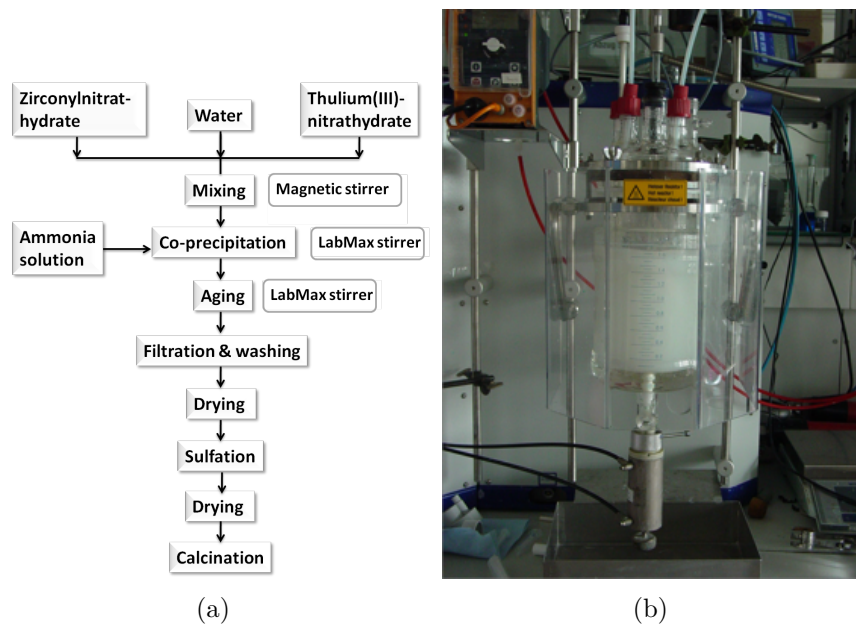 Zirconylnitrat-
hydrate
Water
Thulium(III)-
nitrathydrate
Mixing
Magnetic stirrer
Ammonia
solution
Co-precipitation
LabMax stirrer
Aging
LabMax stirrer
Filtration & washing
Drying
Sulfation
Drying
Calcination
(a)
(b)